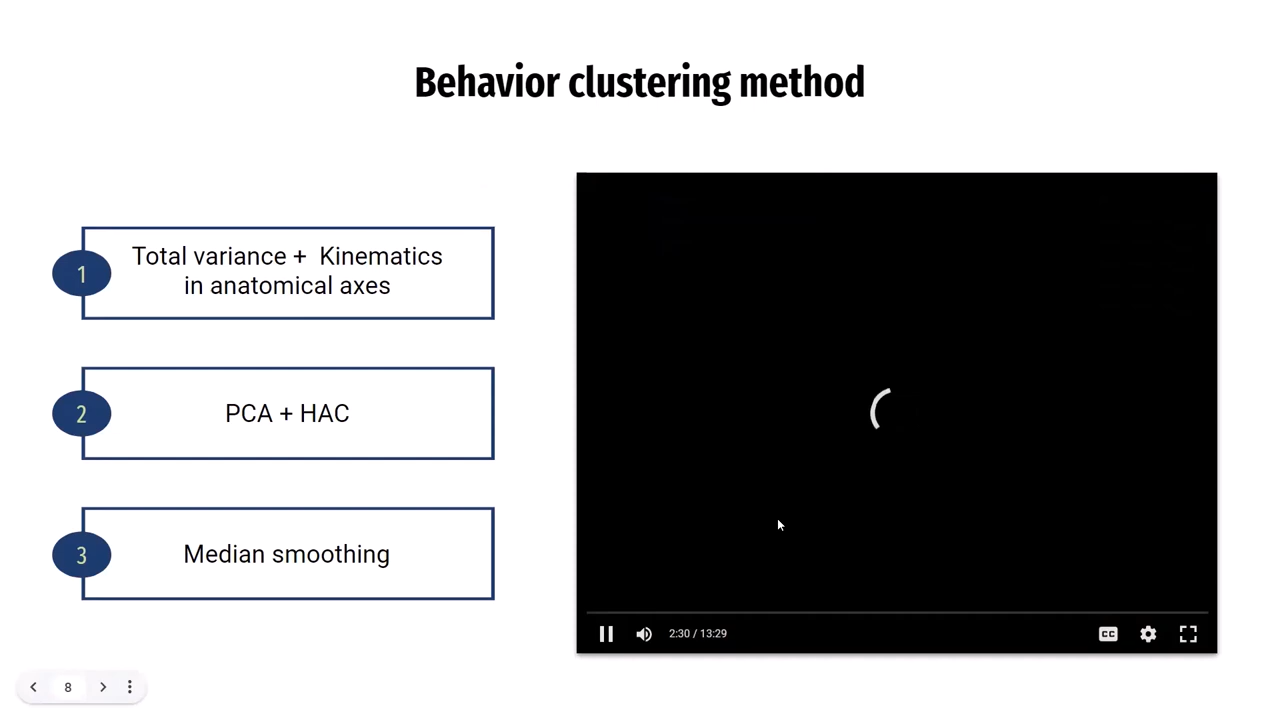 Behavior clustering method
1
Total variance + Kinematics
in anatomical axes
2
PCA + HAC
3
Median smoothing
2:30 / 13:29
CC
8